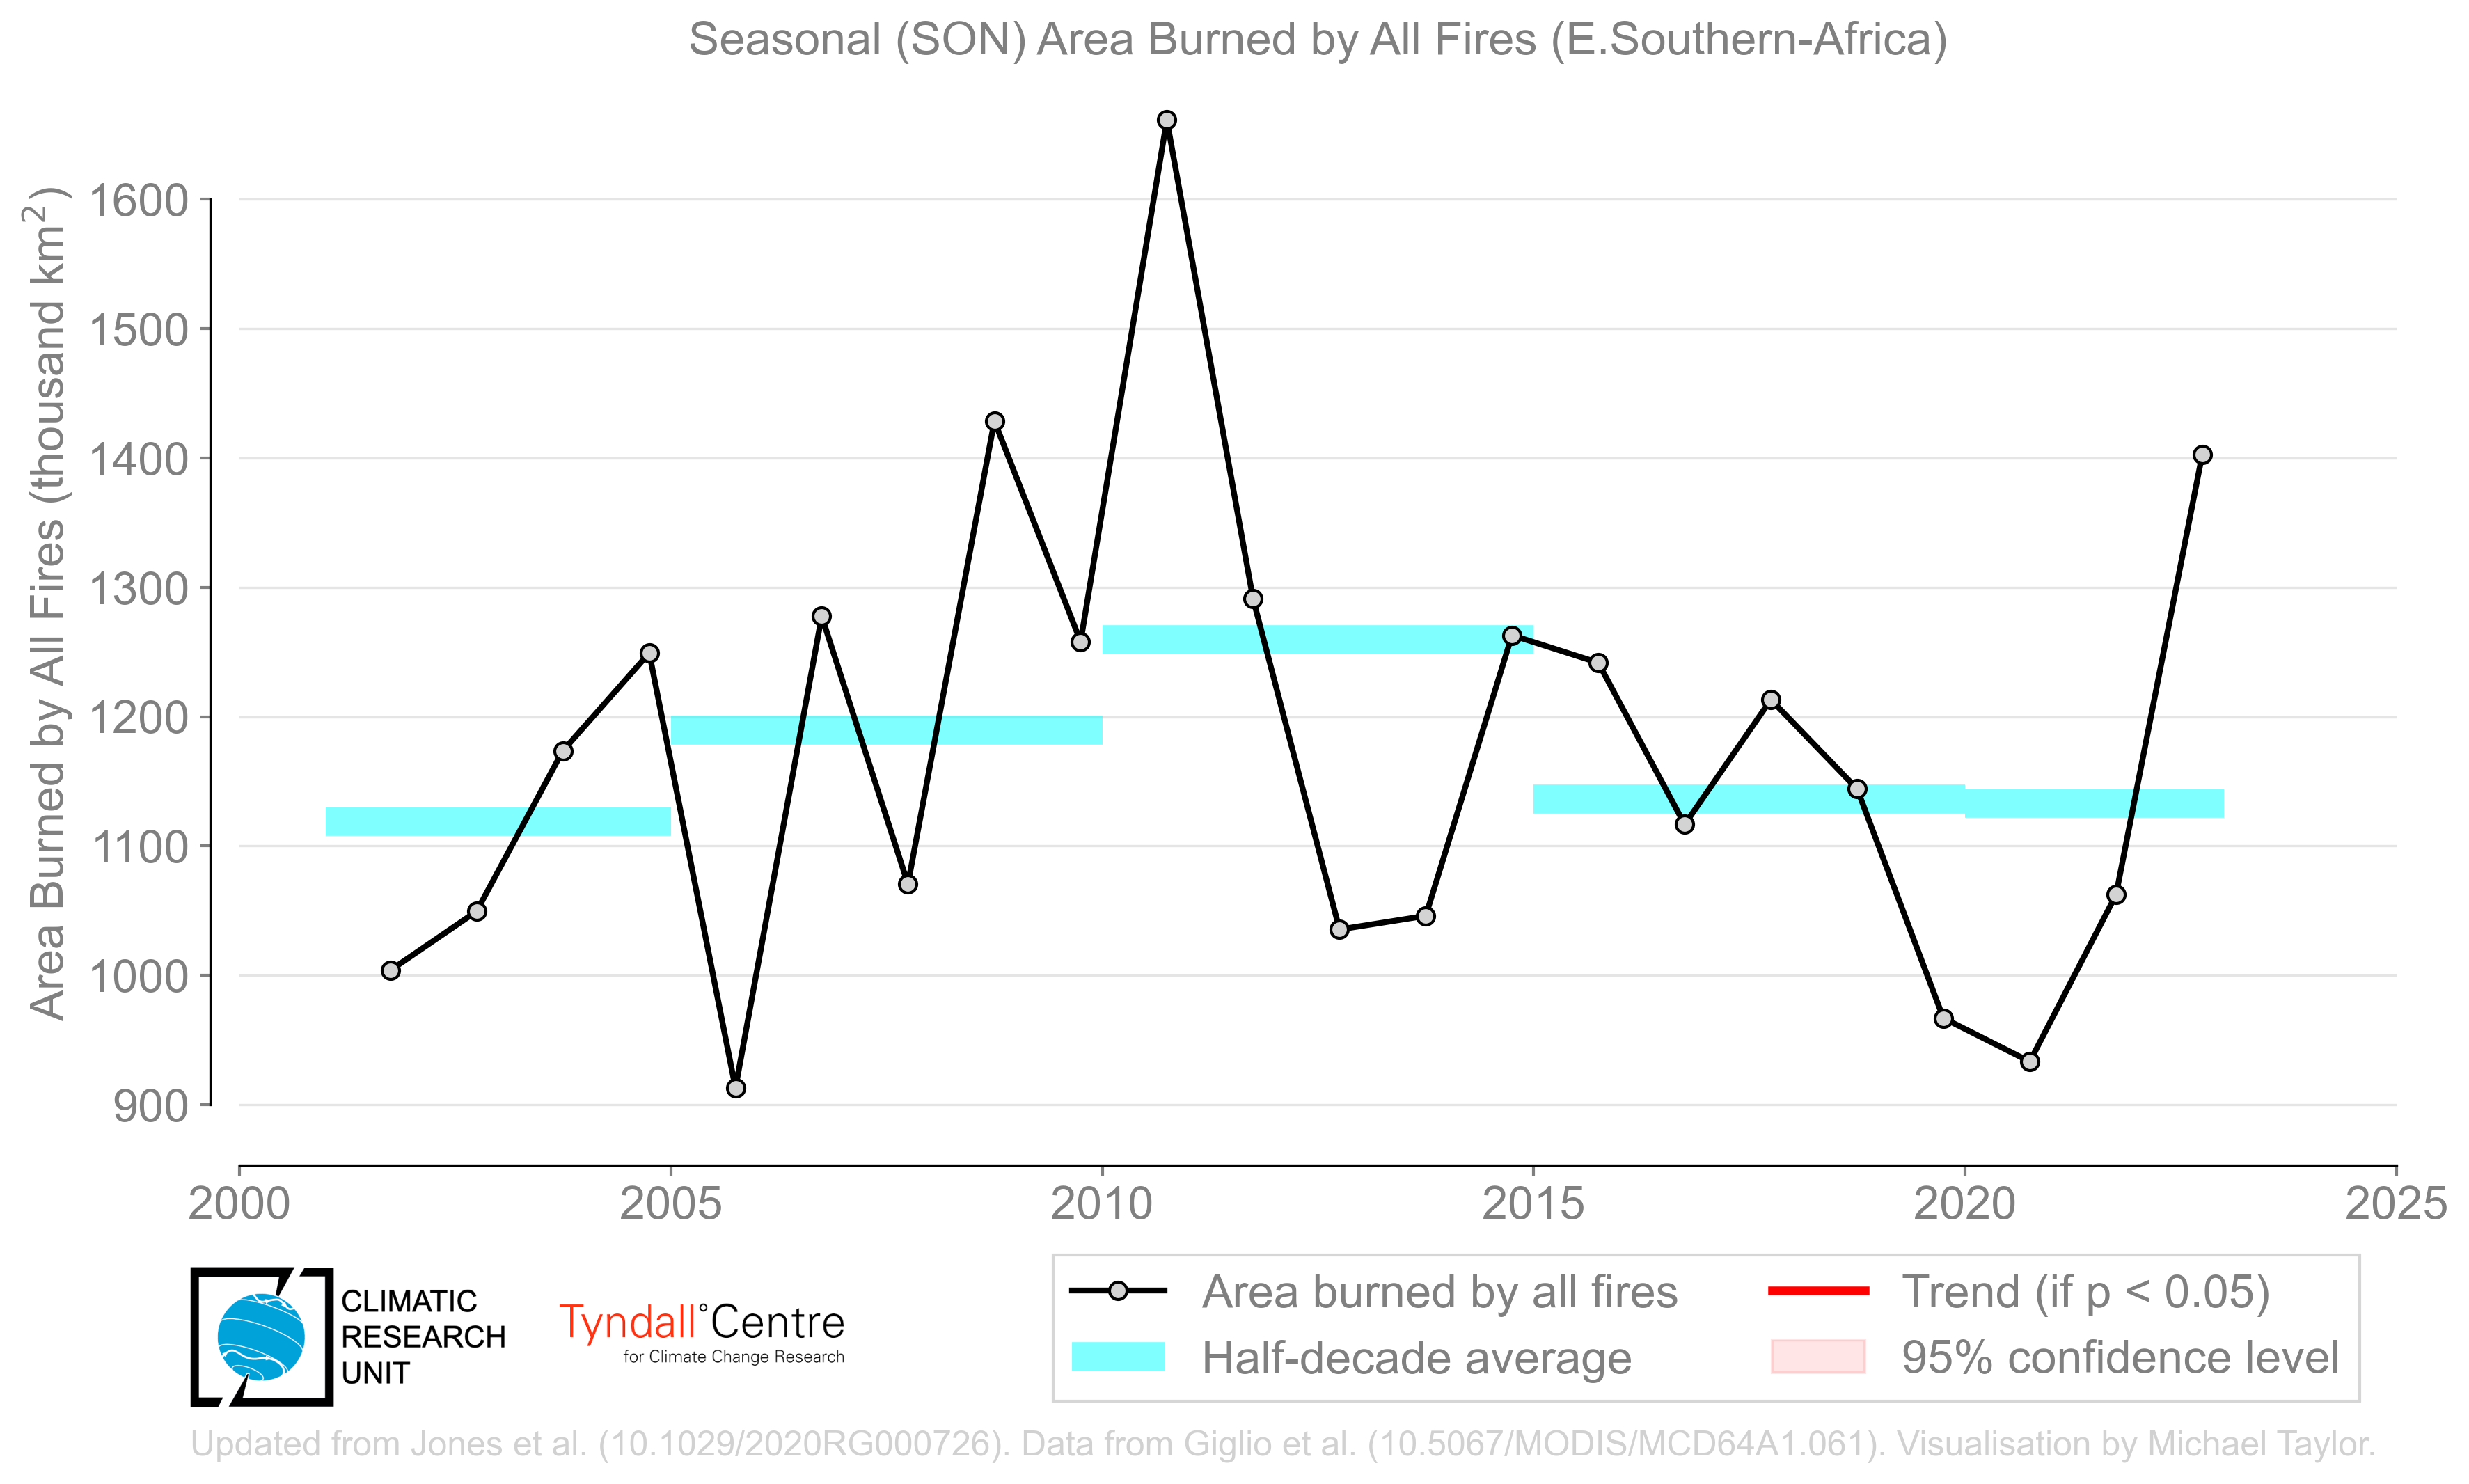 Seasonal (SON) Area Burned by All Fires (E.Southern-Africa)
Area Burned by All Fires (thousand km²)
1600
1500
1400
1300
1200
1100
1000
900
2000 2005 2010 2015 2020 2025
CLIMATIC
RESEARCH
UNIT
Tyndall°Centre
for Climate Change Research
Area burned by all fires
Half-decade average
Trend (if p < 0.05)
95% confidence level
Updated from Jones et al. (10.1029/2020RG000726). Data from Giglio et al. (10.5067/MODIS/MCD64A1.061). Visualisation by Michael Taylor.